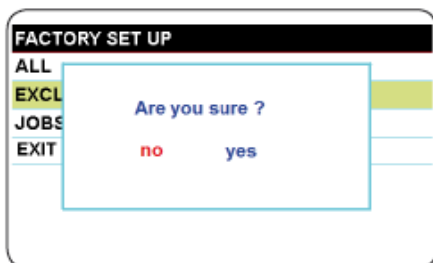 FACTORY SET UP
ALL
EXCL
JOBS
EXIT
Are you sure ?
no yes